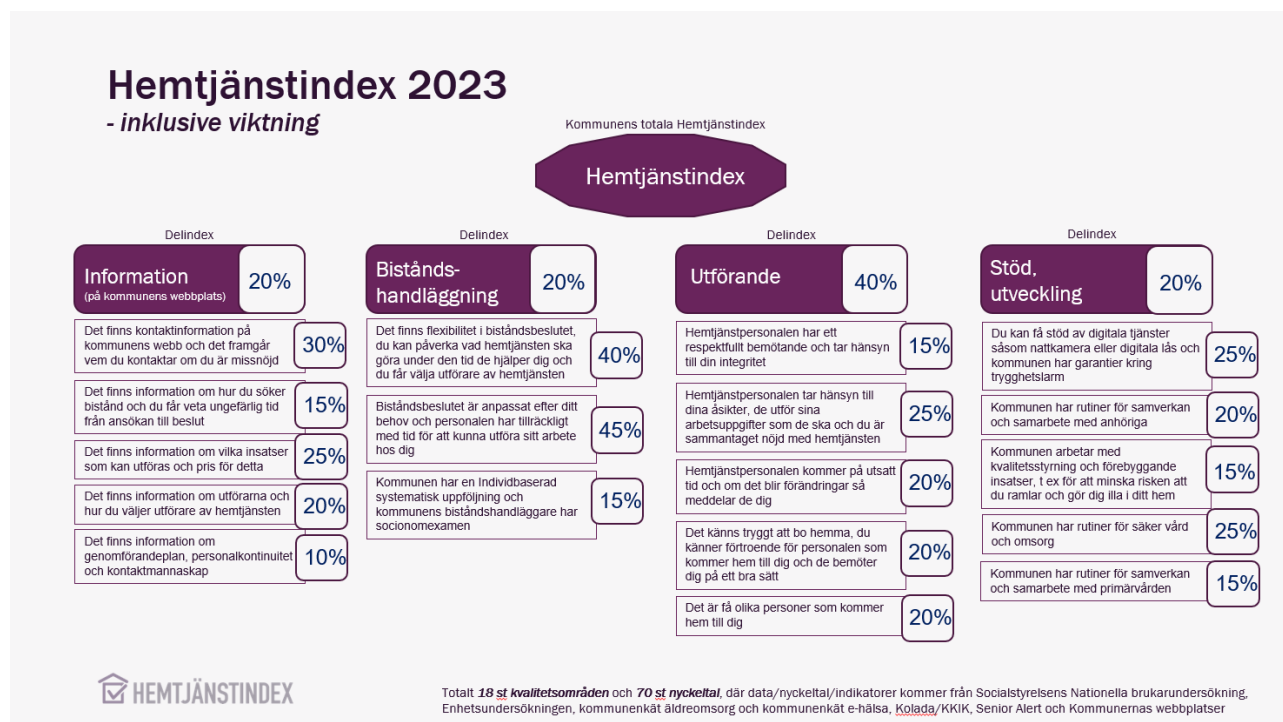 Hemtjänstindex 2023
- inklusive viktning
Kommunens totala Hemtjänstindex
Hemtjänstindex
Delindex
Information
(på kommunens webbplats)
20%
Det finns kontaktinformation på
kommunens webb och det framgår
vem du kontaktar om du är missnöjd
30%
Det finns information om hur du söker
bistånd och du får veta ungefärlig tid
från ansökan till beslut
15%
Det finns information om vilka insatser
som kan utföras och pris för detta
25%
Det finns information om utförarna och
hur du väljer utförare av hemtjänsten
20%
Det finns information om
genomförandeplan, personalkontinuitet
och kontaktmannaskap
10%
Delindex
Bistånds-
handläggning
20%
Det finns flexibilitet i biståndsbeslutet,
du kan påverka vad hemtjänsten ska
göra under den tid de hjälper dig och
du får välja utförare av hemtjänsten
40%
Biståndsbeslutet är anpassat efter ditt
behov och personalen har tillräckligt
med tid för att kunna utföra sitt arbete
hos dig
45%
Kommunen har en Individbaserad
systematisk uppföljning och
kommunens biståndshandläggare har
socionomexamen
15%
Delindex
Utförande
40%
Hemtjänstpersonalen har ett
respektfullt bemötande och tar hänsyn
till din integritet
15%
Hemtjänstpersonalen tar hänsyn till
dina åsikter, de utför sina
arbetsuppgifter som de ska och du är
sammantaget nöjd med hemtjänsten
25%
Hemtjänstpersonalen kommer på utsatt
tid och om det blir förändringar så
meddelar de dig
20%
Det känns tryggt att bo hemma, du
känner förtroende för personalen som
kommer hem till dig och de bemöter
dig på ett bra sätt
20%
Det är få olika personer som kommer
hem till dig
20%
Delindex
Stöd,
utveckling
20%
Du kan få stöd av digitala tjänster
såsom nattkamera eller digitala lås och
kommunen har garantier kring
trygghetslarm
25%
Kommunen har rutiner för samverkan
och samarbete med anhöriga
20%
Kommunen arbetar med
kvalitetsstyrning och förebyggande
insatser, t ex för att minska risken att
du ramlar och gör dig illa i ditt hem
15%
Kommunen har rutiner för säker vård
och omsorg
25%
Kommunen har rutiner för samverkan
och samarbete med primärvården
15%
HEMTJÄNSTINDEX
Totalt 18 st kvalitetsområden och 70 st nyckeltal, där data/nyckeltal/indikatorer kommer från Socialstyrelsens Nationella brukarundersökning,
Enhetsundersökningen, kommunenkät äldreomsorg och kommunenkät e-hälsa, Kolada/KKIK, Senior Alert och Kommunernas webbplatser